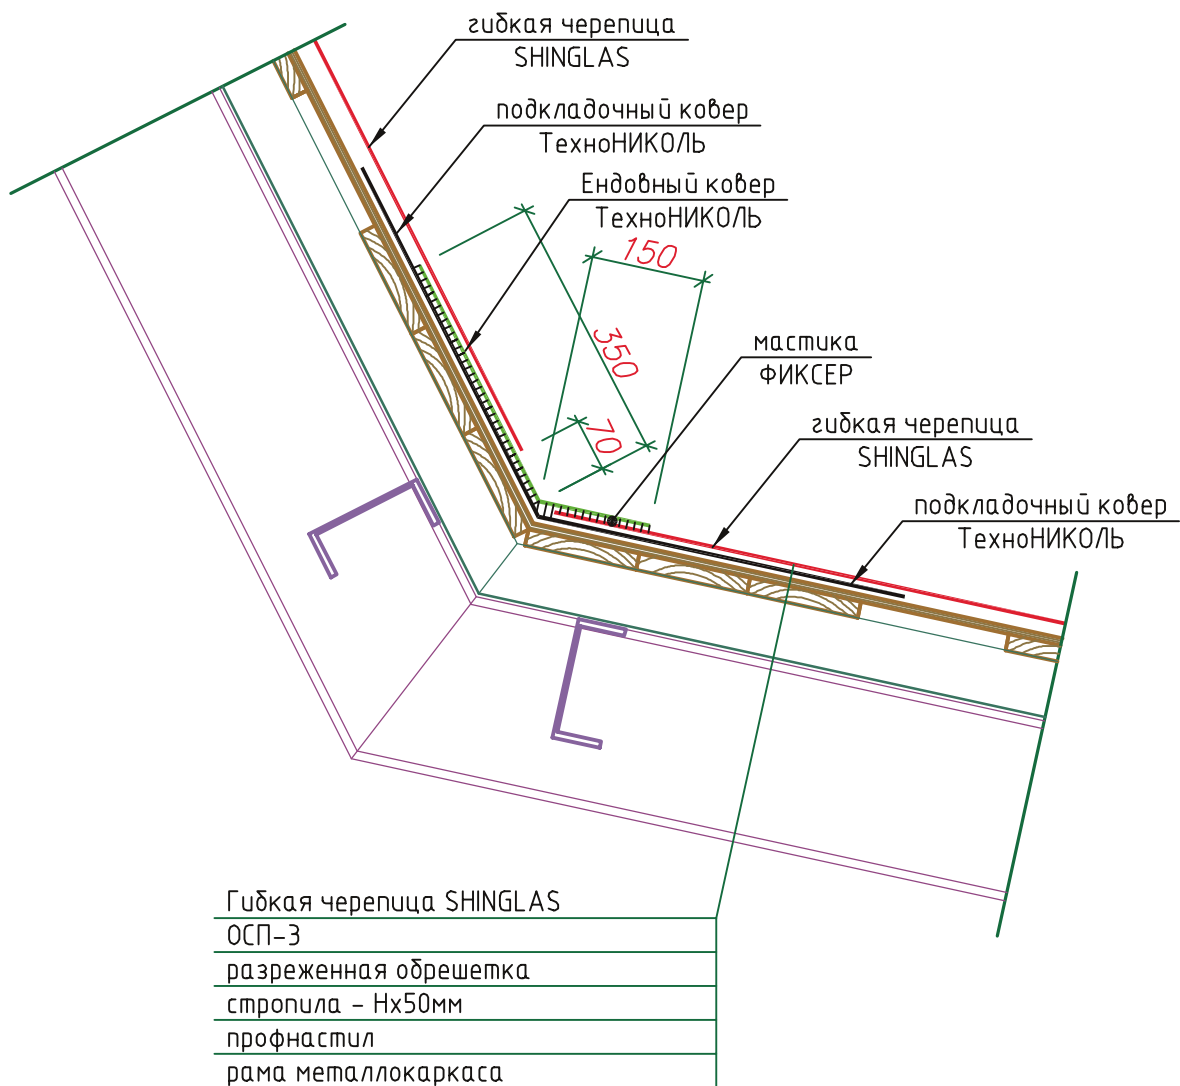 гибкая черепица
SHINGLAS
подкладочный ковер
ТехноНИКОЛЬ
Ендовный ковер
ТехноНИКОЛЬ
150
350
70
мастика
ФИКСЕР
гибкая черепица
SHINGLAS
подкладочный ковер
ТехноНИКОЛЬ
Гибкая черепица SHINGLAS
ОСП-3
разреженная обрешетка
стропила - Нх50мм
профнастил
рама металлокаркаса